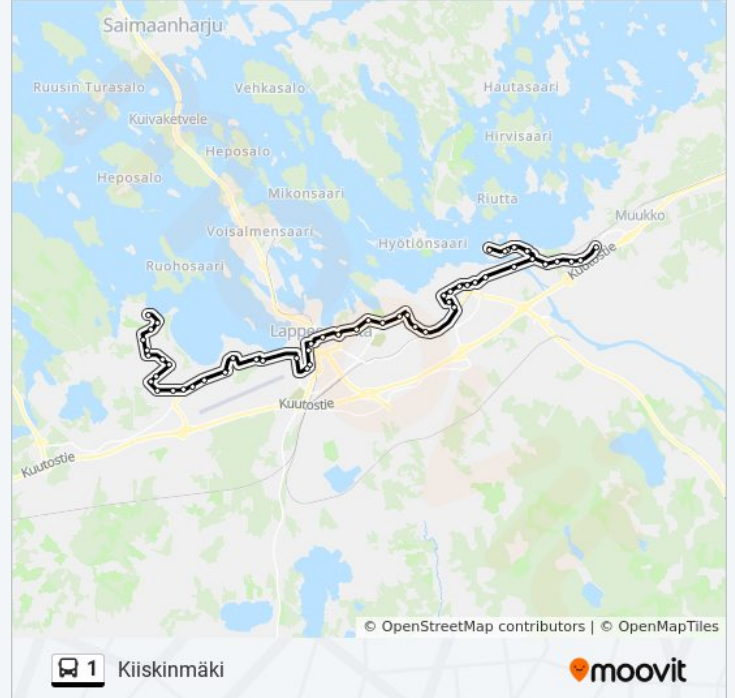 Saimaanharju
Ruusin Turasalo
Vehkasalo
Hautasaari
Kuivaketvele
Hirvisaari
Heposalo
Heposalo
Mikonsaari
Riutta
Muukko
Voisalmensaari
Hyötiönsaari
Ruohosaari
Kuutostie
Kuutostie
Kuutostie
© OpenStreetMap contributors | © OpenMapTiles
1 Kiiskinmäki
moovit